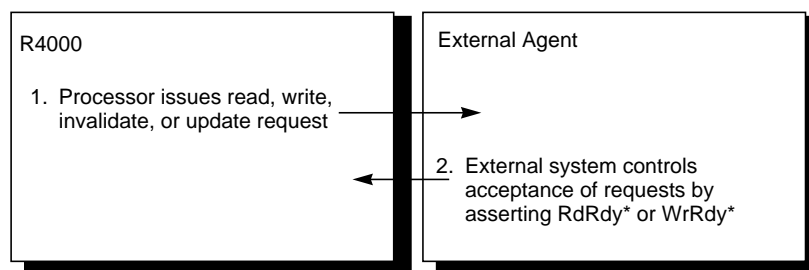 R4000
1. Processor issues read, write,
invalidate, or update request
External Agent
2. External system controls
acceptance of requests by
asserting RdRdy* or WrRdy*